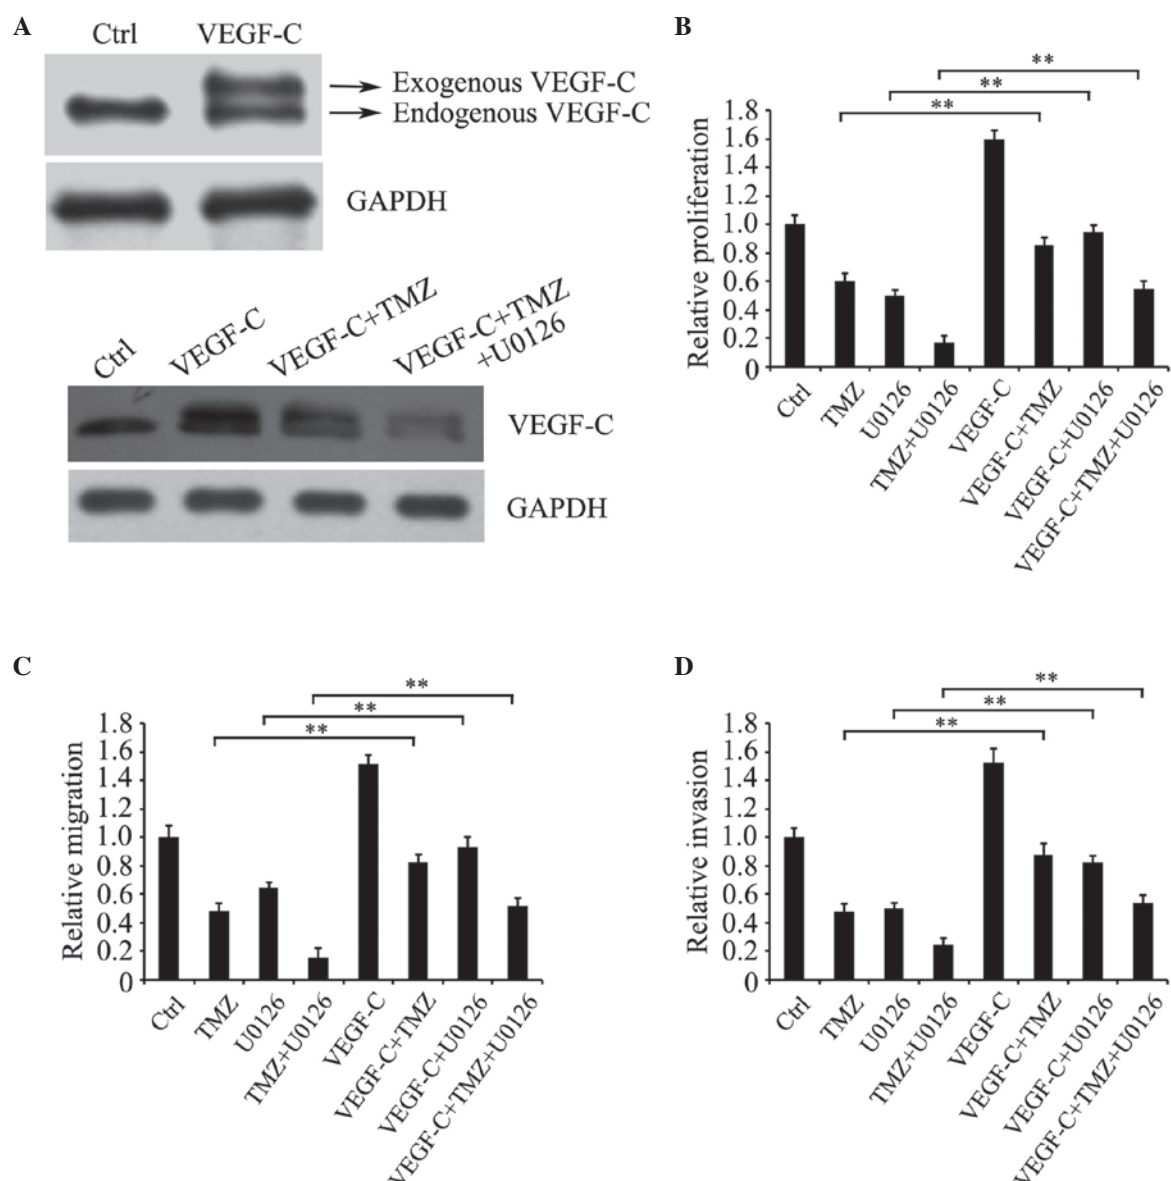 A
Ctrl
VEGF-C
Exogenous VEGF-C
Endogenous VEGF-C
GAPDH
Ctrl
VEGF-C
VEGF-C+TMZ
VEGF-C+TMZ
+U0126
VEGF-C
GAPDH
B
**
**
**
Relative proliferation
1.8
1.6
1.4
1.2
1.0
0.8
0.6
0.4
0.2
0
Ctrl
TMZ
U0126
TMZ+U0126
VEGF-C
VEGF-C+TMZ
VEGF-C+U0126
VEGF-C+TMZ+U0126
C
**
**
**
Relative migration
1.8
1.6
1.4
1.2
1.0
0.8
0.6
0.4
0.2
0
Ctrl
TMZ
U0126
TMZ+U0126
VEGF-C
VEGF-C+TMZ
VEGF-C+U0126
VEGF-C+TMZ+U0126
D
**
**
**
Relative invasion
1.8
1.6
1.4
1.2
1.0
0.8
0.6
0.4
0.2
0
Ctrl
TMZ
U0126
TMZ+U0126
VEGF-C
VEGF-C+TMZ
VEGF-C+U0126
VEGF-C+TMZ+U0126